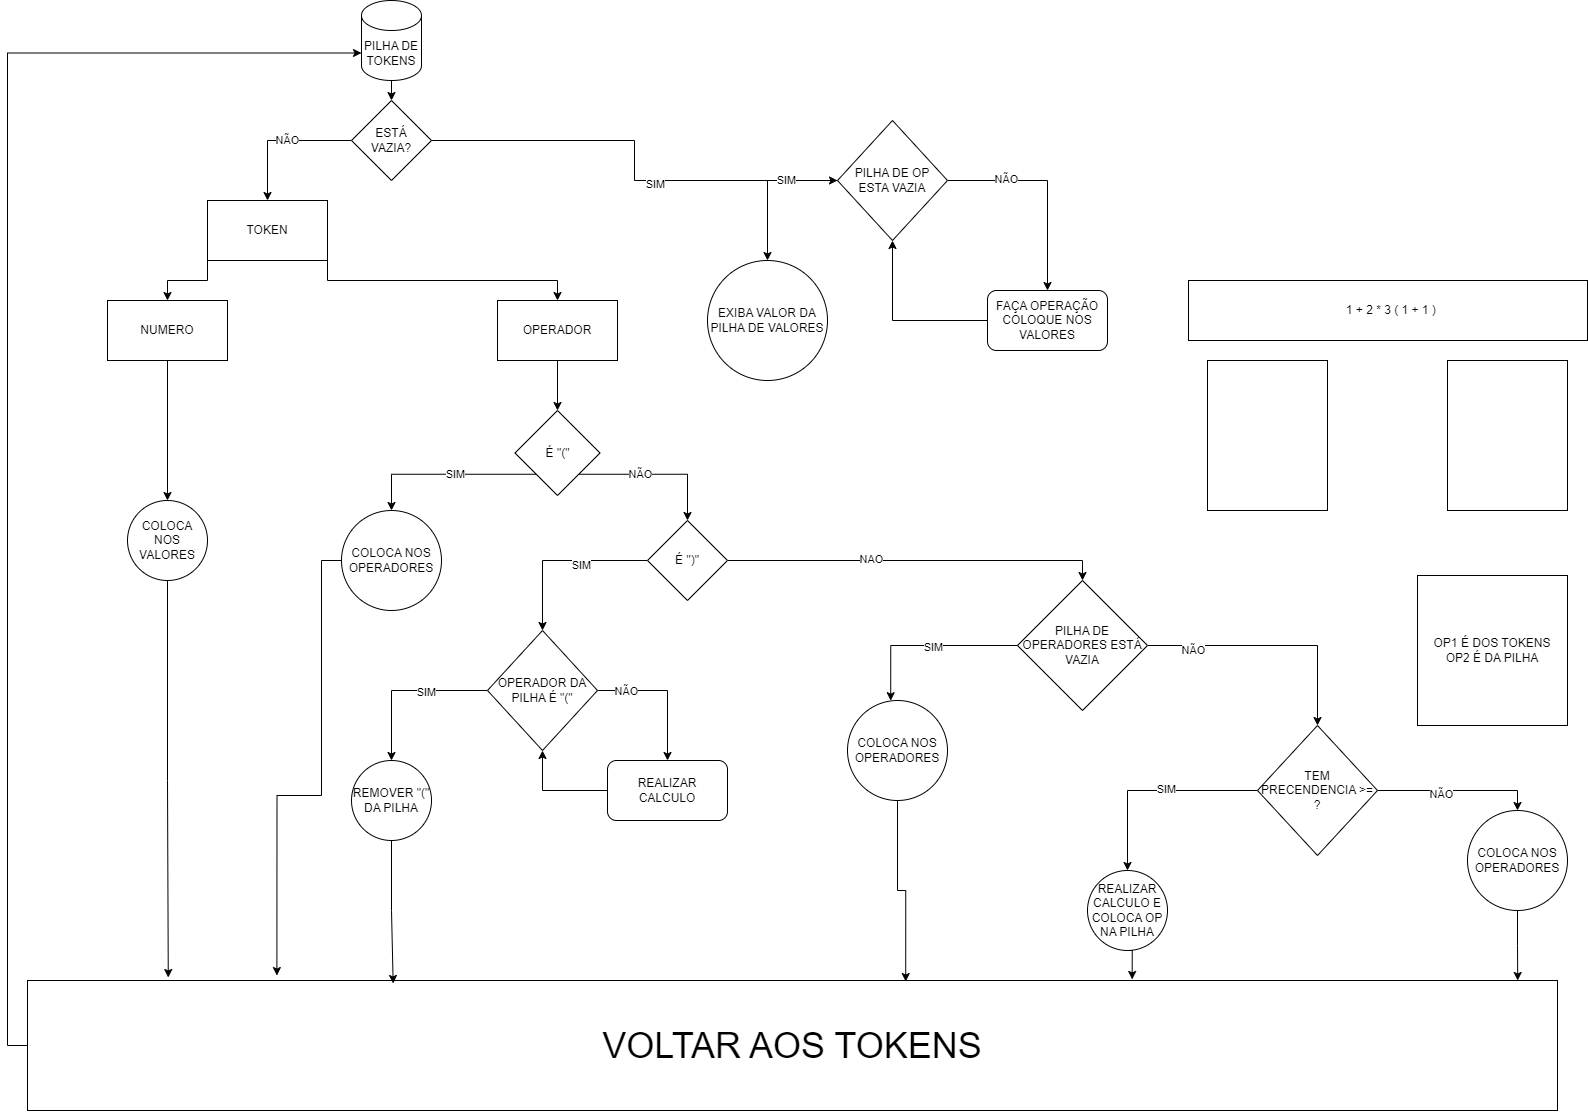 PILHA DE
TOKENS
ESTÁ
VAZIA?
NÃO
SIM
SIM
PILHA DE OP
ESTA VAZIA
NÃO
TOKEN
EXIBA VALOR DA
PILHA DE VALORES
FAÇA OPERAÇÃO
COLOQUE NOS
VALORES
1 + 2 * 3 ( 1 + 1 )
NUMERO
OPERADOR
É "("
SIM
NÃO
COLOCA
NOS
VALORES
COLOCA NOS
OPERADORES
É ")"
SIM
NAO
PILHA DE
OPERADORES ESTÁ
VAZIA
SIM
NÃO
OP1 É DOS TOKENS
OP2 É DA PILHA
OPERADOR DA
PILHA É "("
SIM
NÃO
COLOCA NOS
OPERADORES
REMOVER "("
DA PILHA
REALIZAR
CALCULO
TEM
PRECENDENCIA >=
?
SIM
NÃO
COLOCA NOS
OPERADORES
REALIZAR
CALCULO E
COLOCA OP
NA PILHA
VOLTAR AOS TOKENS